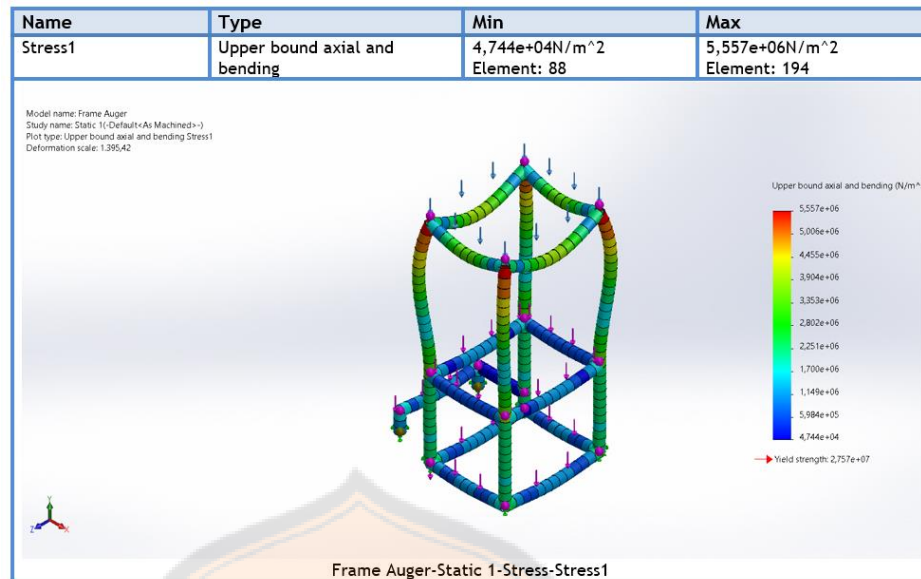 Name Type Min Max
Stress1 Upper bound axial and bending 4,744e+04N/m^2 Element: 88 5,557e+06N/m^2 Element: 194
Model name: Frame Auger
Study name: Static 1(-Default<As Machined>-)
Plot type: Upper bound axial and bending Stress1
Deformation scale: 1.395,42
Upper bound axial and bending (N/m^
5,557e+06
5,006e+06
4,455e+06
3,904e+06
3,353e+06
2,802e+06
2,251e+06
1,700e+06
1,149e+06
5,984e+05
4,744e+04
Yield strength: 2,757e+07
Y
Z
X
Frame Auger-Static 1-Stress-Stress1